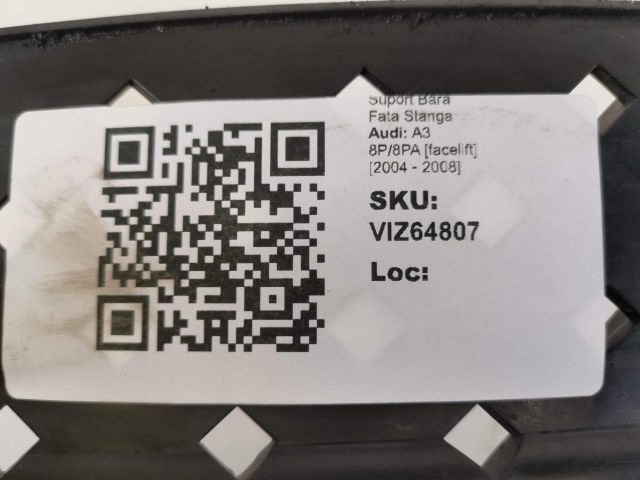 Suport Bara
Fata Stanga
Audi: A3
8P/8PA [facelift]
[2004 - 2008]
SKU:
VIZ64807
Loc: